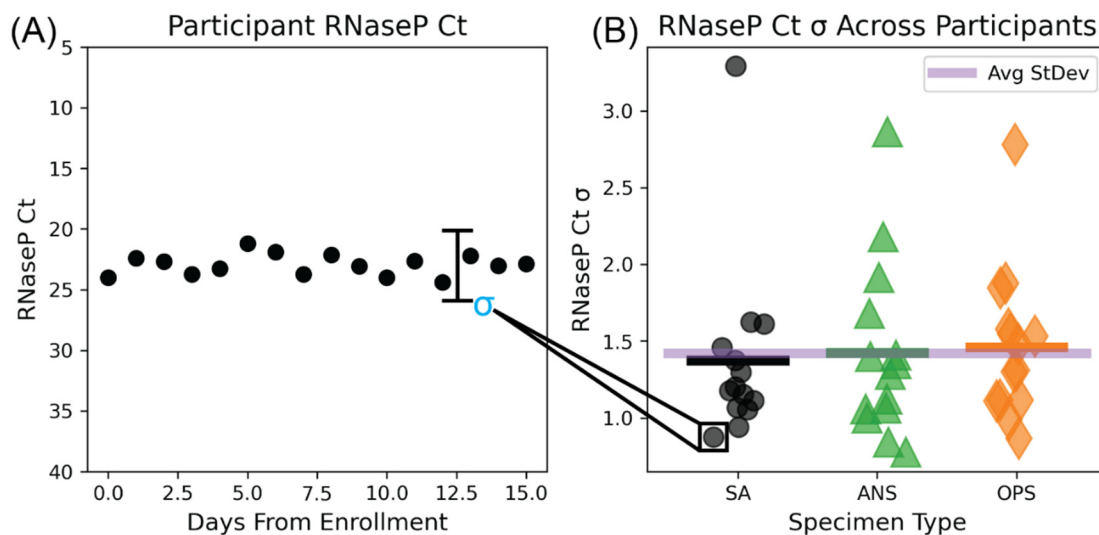 (A) Participant RNaseP Ct
5
10
15
20
25
30
35
40
RNaseP Ct
σ
0.0 2.5 5.0 7.5 10.0 12.5 15.0
Days From Enrollment
(B) RNaseP Ct σ Across Participants
Avg StDev
3.0
2.5
2.0
1.5
1.0
RNaseP Ct σ
SA ANS OPS
Specimen Type